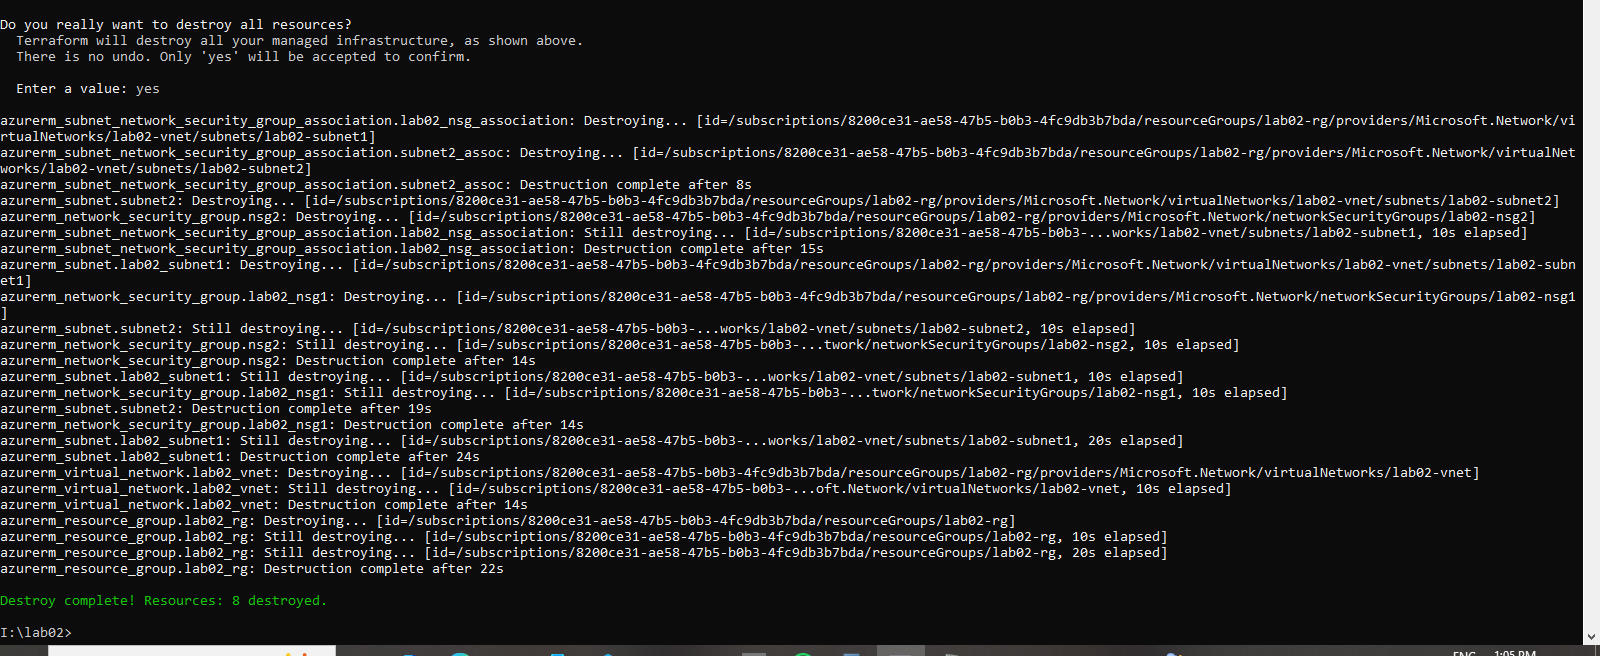 Do you really want to destroy all resources?
  Terraform will destroy all your managed infrastructure, as shown above.
  There is no undo. Only 'yes' will be accepted to confirm.

  Enter a value: yes

azurerm_subnet_network_security_group_association.lab02_nsg_association: Destroying... [id=/subscriptions/8200ce31-ae58-47b5-b0b3-4fc9db3b7bda/resourceGroups/lab02-rg/providers/Microsoft.Network/vi
rtualNetworks/lab02-vnet/subnets/lab02-subnet1]
azurerm_subnet_network_security_group_association.subnet2_assoc: Destroying... [id=/subscriptions/8200ce31-ae58-47b5-b0b3-4fc9db3b7bda/resourceGroups/lab02-rg/providers/Microsoft.Network/virtualNet
works/lab02-vnet/subnets/lab02-subnet2]
azurerm_subnet_network_security_group_association.subnet2_assoc: Destruction complete after 8s
azurerm_subnet.subnet2: Destroying... [id=/subscriptions/8200ce31-ae58-47b5-b0b3-4fc9db3b7bda/resourceGroups/lab02-rg/providers/Microsoft.Network/virtualNetworks/lab02-vnet/subnets/lab02-subnet2]
azurerm_network_security_group.nsg2: Destroying... [id=/subscriptions/8200ce31-ae58-47b5-b0b3-4fc9db3b7bda/resourceGroups/lab02-rg/providers/Microsoft.Network/networkSecurityGroups/lab02-nsg2]
azurerm_subnet_network_security_group_association.lab02_nsg_association: Still destroying... [id=/subscriptions/8200ce31-ae58-47b5-b0b3-...works/lab02-vnet/subnets/lab02-subnet1, 10s elapsed]
azurerm_subnet_network_security_group_association.lab02_nsg_association: Destruction complete after 15s
azurerm_subnet.lab02_subnet1: Destroying... [id=/subscriptions/8200ce31-ae58-47b5-b0b3-4fc9db3b7bda/resourceGroups/lab02-rg/providers/Microsoft.Network/virtualNetworks/lab02-vnet/subnets/lab02-subn
et1]
azurerm_network_security_group.lab02_nsg1: Destroying... [id=/subscriptions/8200ce31-ae58-47b5-b0b3-4fc9db3b7bda/resourceGroups/lab02-rg/providers/Microsoft.Network/networkSecurityGroups/lab02-nsg1
]
azurerm_subnet.subnet2: Still destroying... [id=/subscriptions/8200ce31-ae58-47b5-b0b3-...works/lab02-vnet/subnets/lab02-subnet2, 10s elapsed]
azurerm_network_security_group.nsg2: Still destroying... [id=/subscriptions/8200ce31-ae58-47b5-b0b3-...twork/networkSecurityGroups/lab02-nsg2, 10s elapsed]
azurerm_network_security_group.nsg2: Destruction complete after 14s
azurerm_subnet.lab02_subnet1: Still destroying... [id=/subscriptions/8200ce31-ae58-47b5-b0b3-...works/lab02-vnet/subnets/lab02-subnet1, 10s elapsed]
azurerm_network_security_group.lab02_nsg1: Still destroying... [id=/subscriptions/8200ce31-ae58-47b5-b0b3-...twork/networkSecurityGroups/lab02-nsg1, 10s elapsed]
azurerm_subnet.subnet2: Destruction complete after 19s
azurerm_network_security_group.lab02_nsg1: Destruction complete after 14s
azurerm_subnet.lab02_subnet1: Still destroying... [id=/subscriptions/8200ce31-ae58-47b5-b0b3-...works/lab02-vnet/subnets/lab02-subnet1, 20s elapsed]
azurerm_subnet.lab02_subnet1: Destruction complete after 24s
azurerm_virtual_network.lab02_vnet: Destroying... [id=/subscriptions/8200ce31-ae58-47b5-b0b3-4fc9db3b7bda/resourceGroups/lab02-rg/providers/Microsoft.Network/virtualNetworks/lab02-vnet]
azurerm_virtual_network.lab02_vnet: Still destroying... [id=/subscriptions/8200ce31-ae58-47b5-b0b3-...oft.Network/virtualNetworks/lab02-vnet, 10s elapsed]
azurerm_virtual_network.lab02_vnet: Destruction complete after 14s
azurerm_resource_group.lab02_rg: Destroying... [id=/subscriptions/8200ce31-ae58-47b5-b0b3-4fc9db3b7bda/resourceGroups/lab02-rg]
azurerm_resource_group.lab02_rg: Still destroying... [id=/subscriptions/8200ce31-ae58-47b5-b0b3-4fc9db3b7bda/resourceGroups/lab02-rg, 10s elapsed]
azurerm_resource_group.lab02_rg: Still destroying... [id=/subscriptions/8200ce31-ae58-47b5-b0b3-4fc9db3b7bda/resourceGroups/lab02-rg, 20s elapsed]
azurerm_resource_group.lab02_rg: Destruction complete after 22s

Destroy complete! Resources: 8 destroyed.

I:\lab02>
ENG 1:05 PM